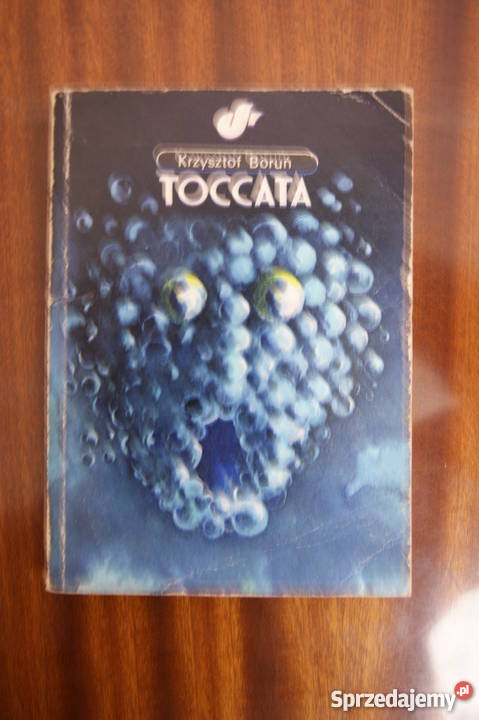 Krzysztof Boruń
TOCCATA
Sprzedajemy.pl